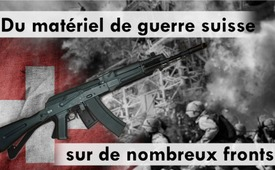 Du matériel de guerre suisse
sur de nombreux fronts